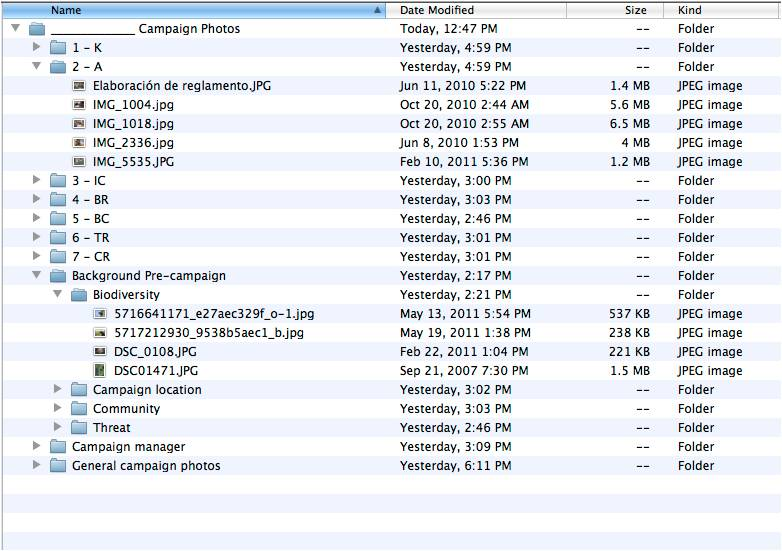 Name Date Modified Size Kind
____________ Campaign Photos Today, 12:47 PM -- Folder
1 - K Yesterday, 4:59 PM -- Folder
2 - A Yesterday, 4:59 PM -- Folder
Elaboración de reglamento.JPG Jun 11, 2010 5:22 PM 1.4 MB JPEG image
IMG_1004.jpg Oct 20, 2010 2:44 AM 5.6 MB JPEG image
IMG_1018.jpg Oct 20, 2010 2:55 AM 6.5 MB JPEG image
IMG_2336.jpg Jun 8, 2010 1:53 PM 4 MB JPEG image
IMG_5535.JPG Feb 10, 2011 5:36 PM 1.2 MB JPEG image
3 - IC Yesterday, 3:00 PM -- Folder
4 - BR Yesterday, 3:03 PM -- Folder
5 - BC Yesterday, 2:46 PM -- Folder
6 - TR Yesterday, 3:01 PM -- Folder
7 - CR Yesterday, 3:01 PM -- Folder
Background Pre-campaign Yesterday, 2:17 PM -- Folder
Biodiversity Yesterday, 2:21 PM -- Folder
5716641171_e27aec329f_o-1.jpg May 13, 2011 5:54 PM 537 KB JPEG image
5717212930_9538b5aec1_b.jpg May 19, 2011 1:38 PM 238 KB JPEG image
DSC_0108.JPG Feb 22, 2011 1:04 PM 221 KB JPEG image
DSC01471.JPG Sep 21, 2007 7:30 PM 1.5 MB JPEG image
Campaign location Yesterday, 3:02 PM -- Folder
Community Yesterday, 3:03 PM -- Folder
Threat Yesterday, 2:46 PM -- Folder
Campaign manager Yesterday, 3:09 PM -- Folder
General campaign photos Yesterday, 6:11 PM -- Folder